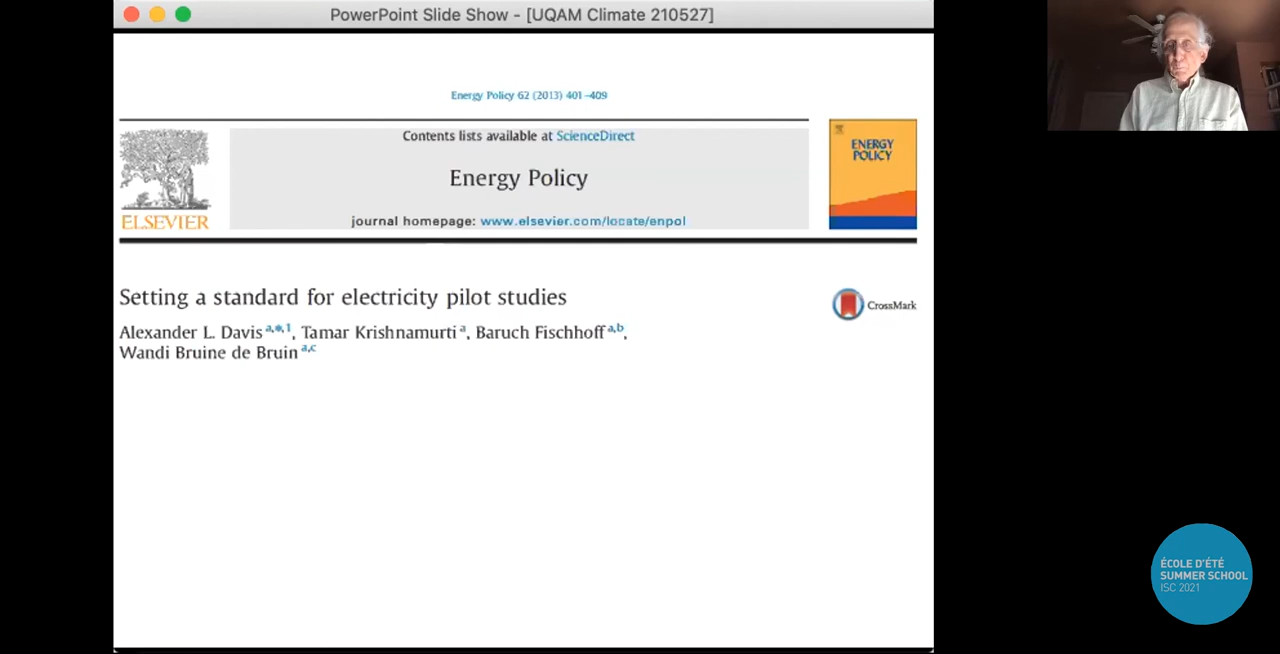 PowerPoint Slide Show - [UQAM Climate 210527]
Energy Policy 62 (2013) 401–409
Contents lists available at ScienceDirect
Energy Policy
journal homepage: www.elsevier.com/locate/enpol
ELSEVIER
ENERGY
POLICY
Setting a standard for electricity pilot studies
CrossMark
Alexander L. Davis a,*,1, Tamar Krishnamurti a, Baruch Fischhoff a,b,
Wandi Bruine de Bruin a,c
ÉCOLE D'ÉTÉ
SUMMER SCHOOL
ISC 2021